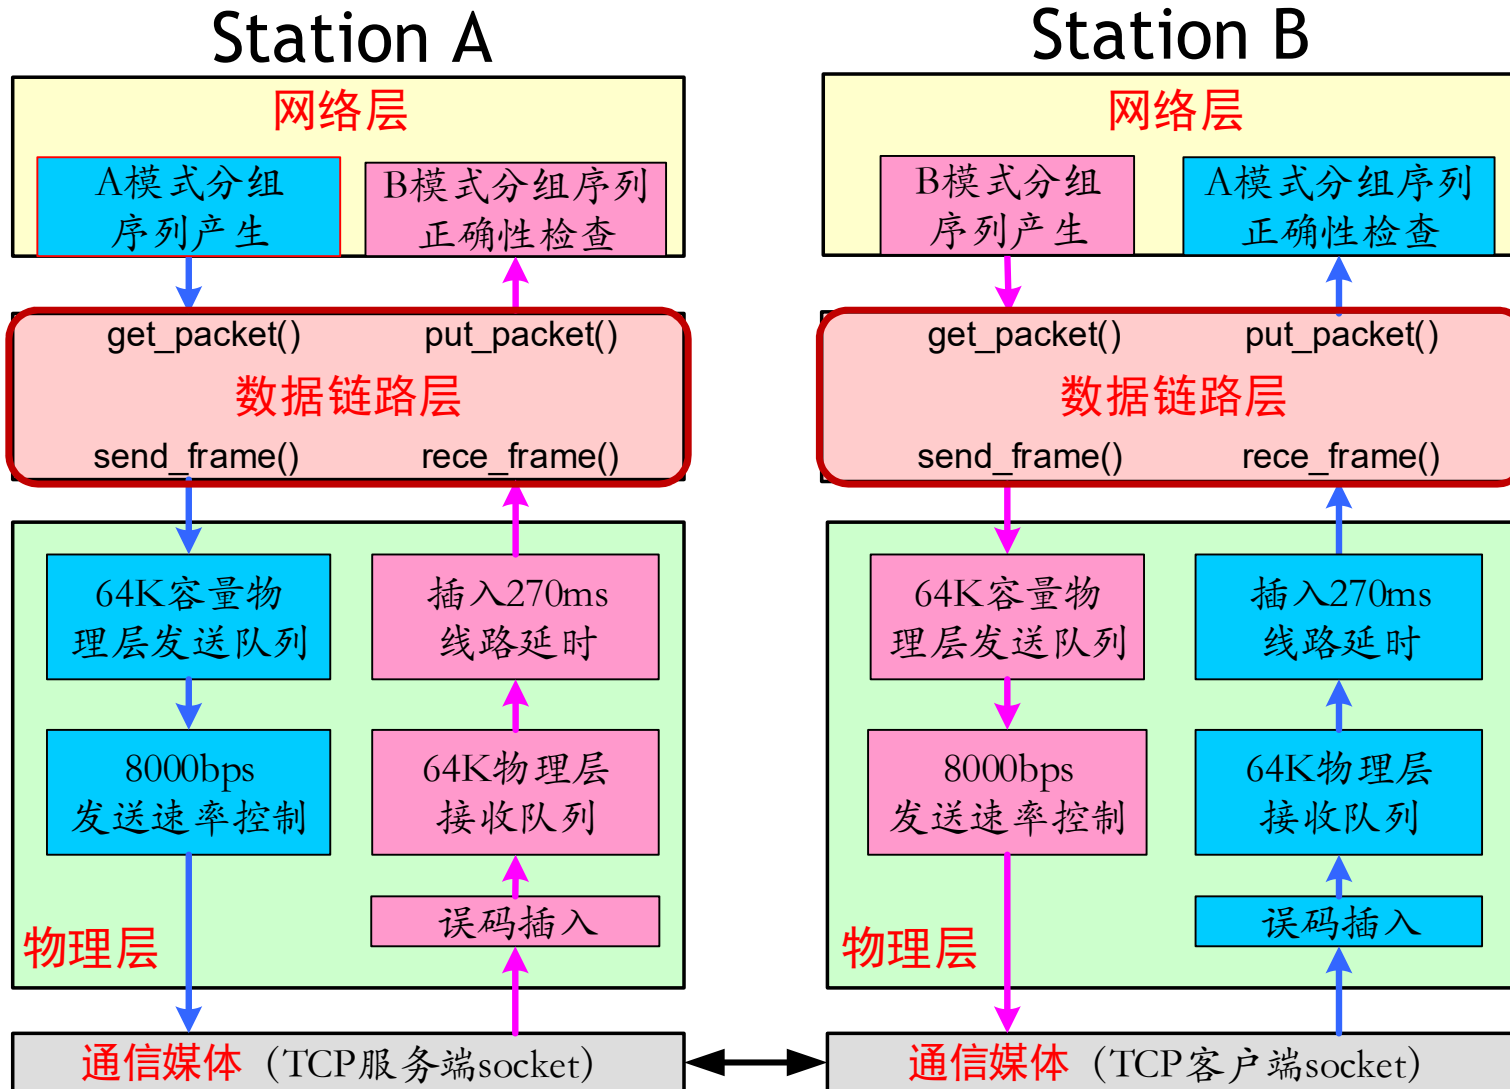 Station A
网络层
A模式分组
序列产生
B模式分组序列
正确性检查
get_packet()
put_packet()
数据链路层
send_frame()
rece_frame()
64K容量物
理层发送队列
插入270ms
线路延时
8000bps
发送速率控制
64K物理层
接收队列
误码插入
物理层
通信媒体（TCP服务端socket）
Station B
网络层
B模式分组
序列产生
A模式分组序列
正确性检查
get_packet()
put_packet()
数据链路层
send_frame()
rece_frame()
64K容量物
理层发送队列
插入270ms
线路延时
8000bps
发送速率控制
64K物理层
接收队列
误码插入
物理层
通信媒体（TCP客户端socket）